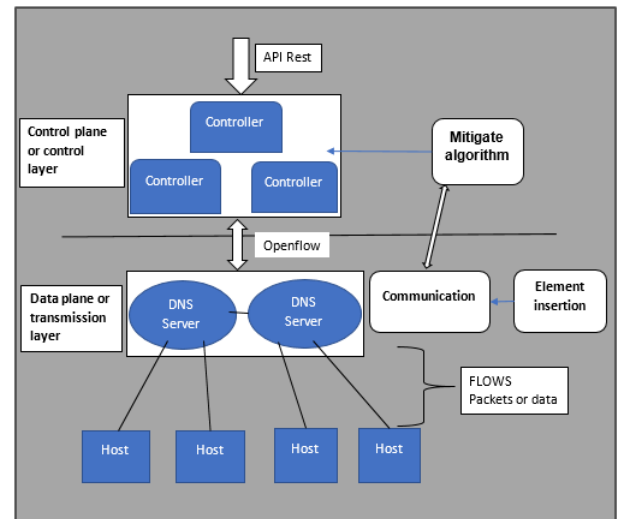 API Rest
Controller
Control plane
or control
layer
Mitigate
algorithm
Controller
Controller
Openflow
Data plane or
transmission
layer
DNS
Server
DNS
Server
Communication
Element
insertion
FLOWS
Packets or data
Host
Host
Host
Host